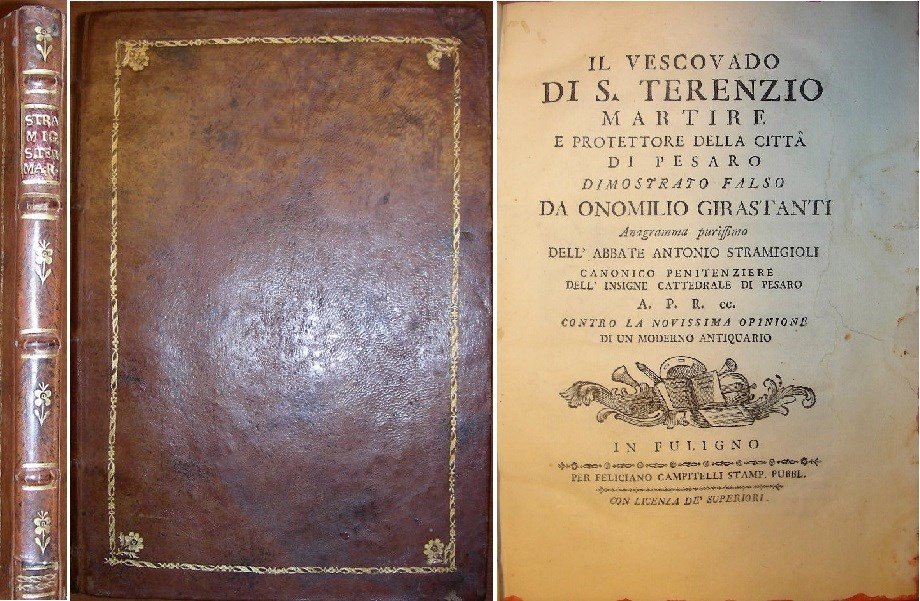 STRA
MIG
S.TER
MAR.
IL VESCOVADO
DI S. TERENZIO
MARTIRE
E PROTETTORE DELLA CITTÀ
DI PESARO
DIMOSTRATO FALSO
DA ONOMILIO GIRASTANTI
Anagramma purissimo
DELL' ABBATE ANTONIO STRAMIGIOLI
CANONICO PENITENZIERE
DELL' INSIGNE CATTEDRALE DI PESARO
A. P. R. cc.
CONTRO LA NOVISSIMA OPINIONE
DI UN MODERNO ANTIQUARIO
IN FULIGNO
PER FELICIANO CAMPITELLI STAMP. PUBBL.
CON LICENZA DE' SUPERIORI.